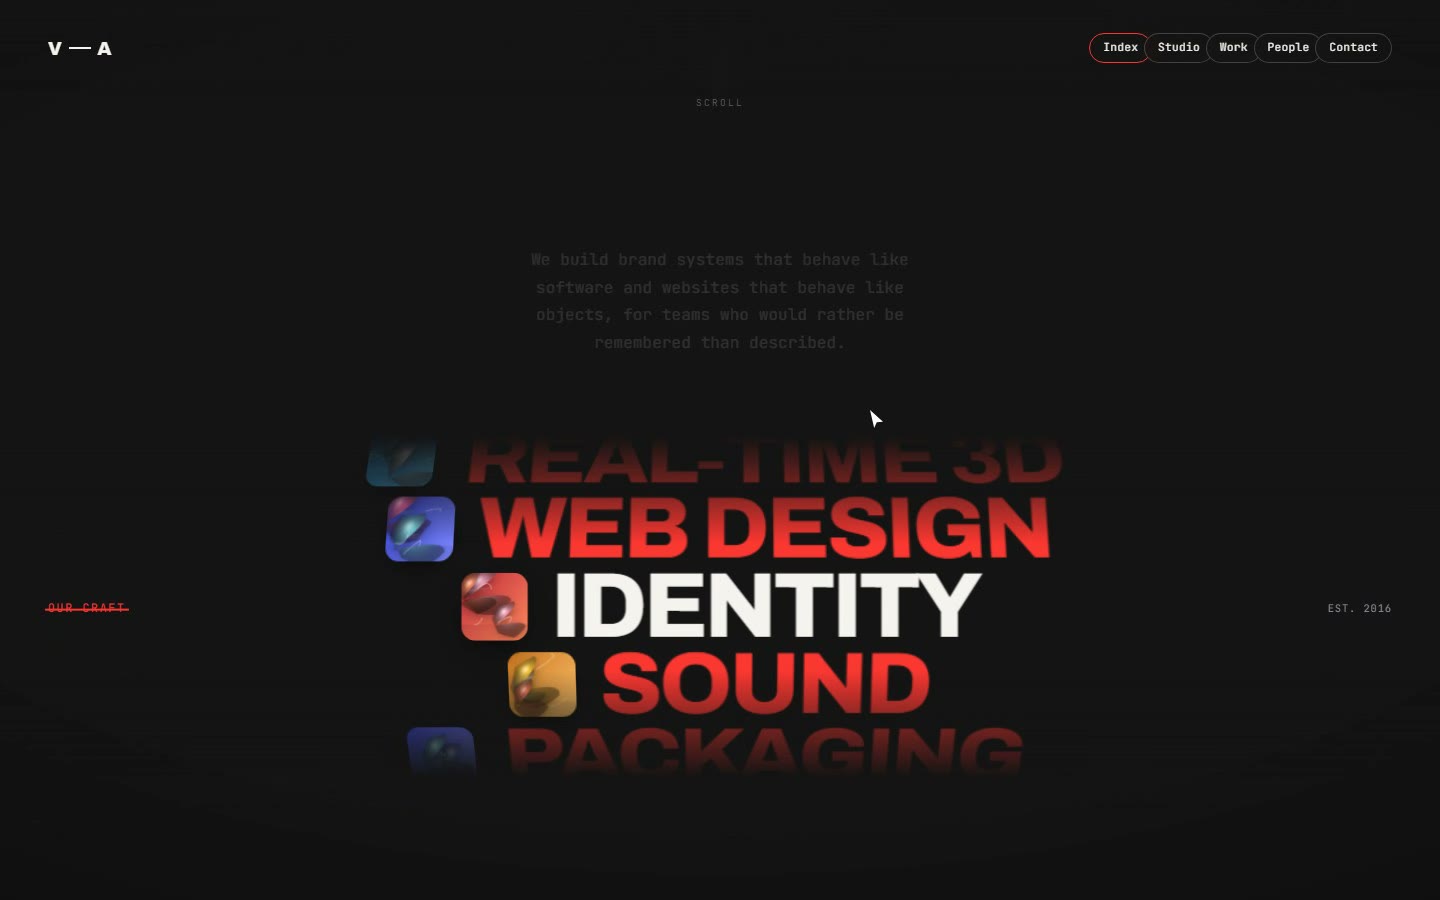 V — A
Index Studio Work People Contact
SCROLL
We build brand systems that behave like
software and websites that behave like
objects, for teams who would rather be
remembered than described.
REAL-TIME 3D
WEB DESIGN
IDENTITY
OUR CRAFT
EST. 2016
SOUND
PACKAGING